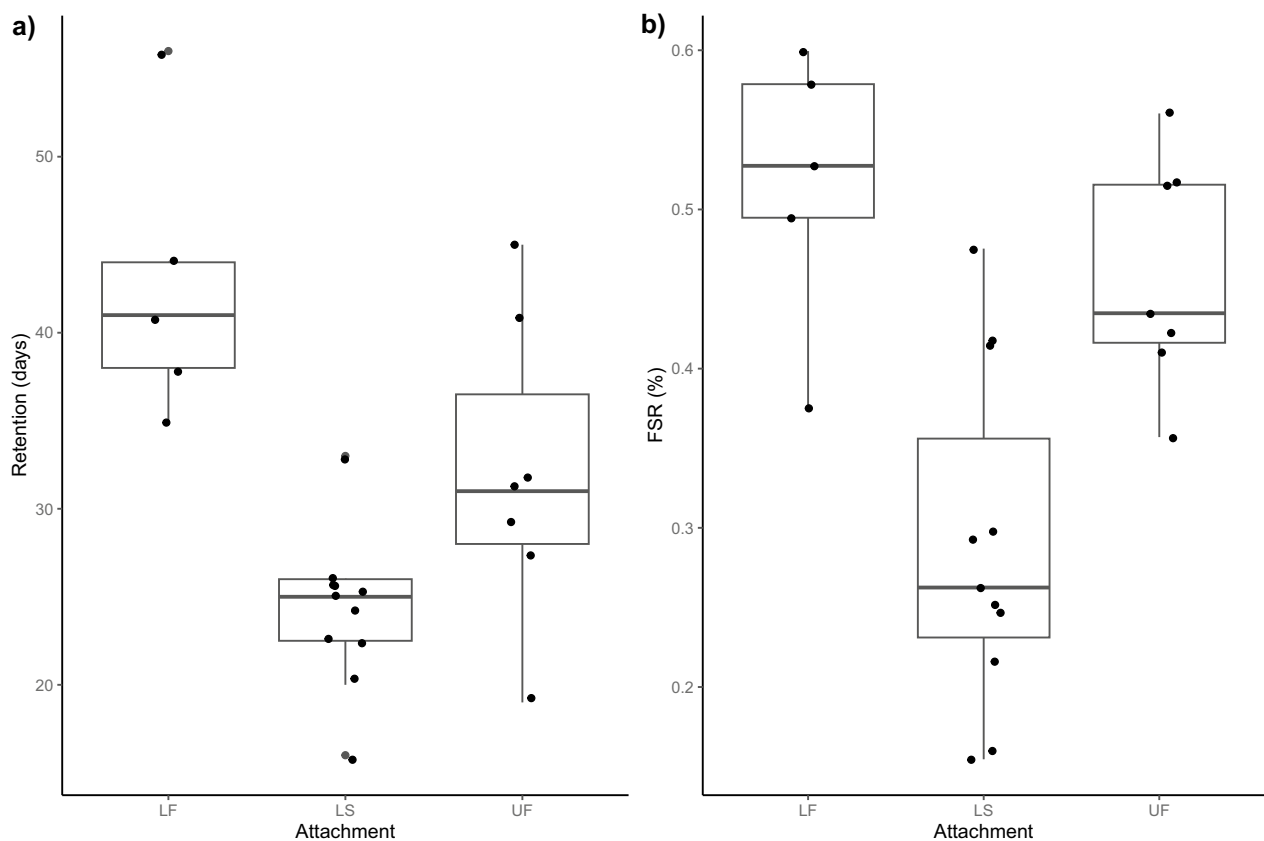 a)
Retention (days)
50
40
30
20
LF
LS
UF
Attachment
b)
FSR (%)
0.6
0.5
0.4
0.3
0.2
LF
LS
UF
Attachment